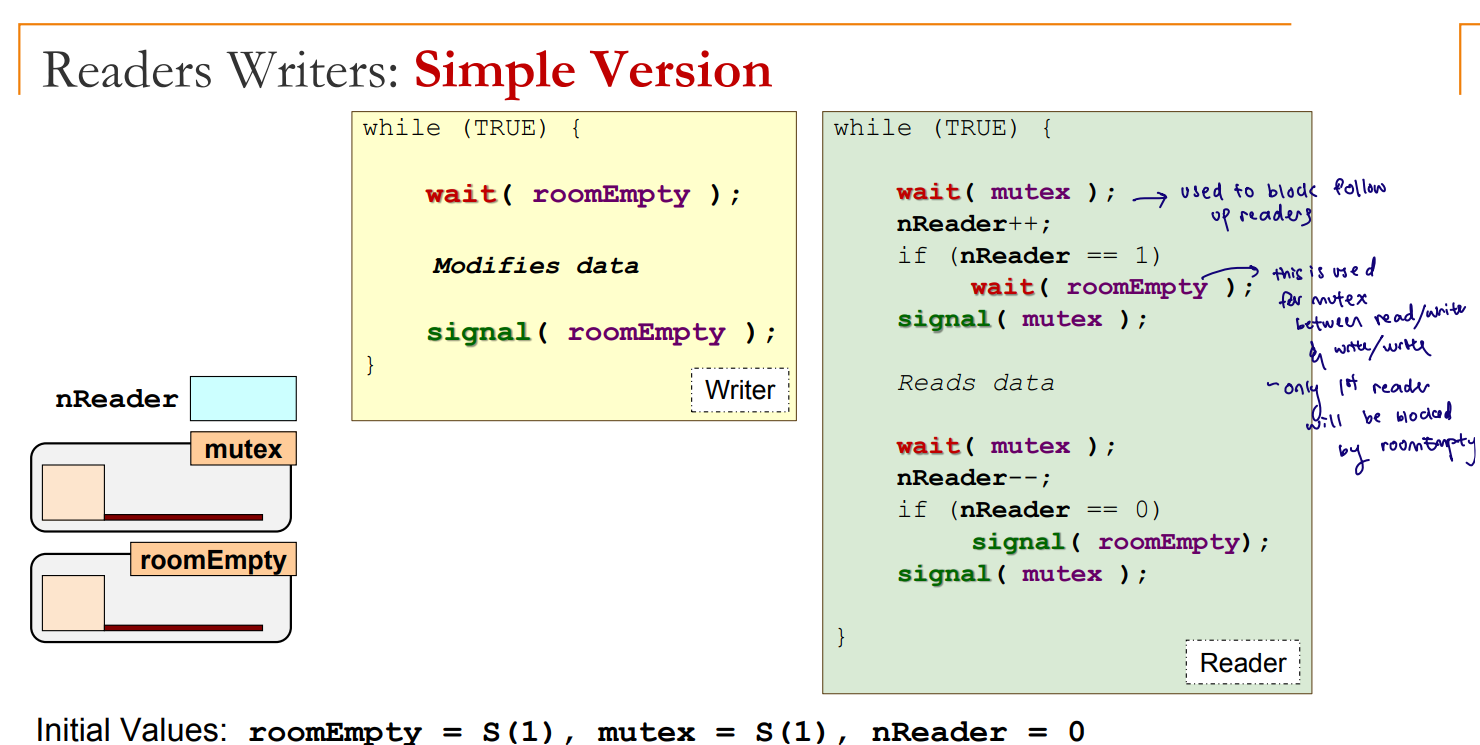 Readers Writers: Simple Version
while (TRUE) {
wait( roomEmpty );
Modifies data
signal( roomEmpty );
}
Writer
while (TRUE) {
wait( mutex );
nReader++;
if (nReader == 1)
wait( roomEmpty );
signal( mutex );
Reads data
wait( mutex );
nReader--;
if (nReader == 0)
signal( roomEmpty);
signal( mutex );
}
Reader
used to block follow
up readers
this is used
for mutex
between read/write
& write/write
- only 1st reader
will be blocked
by roomEmpty
nReader
mutex
roomEmpty
Initial Values: roomEmpty = S(1), mutex = S(1), nReader = 0